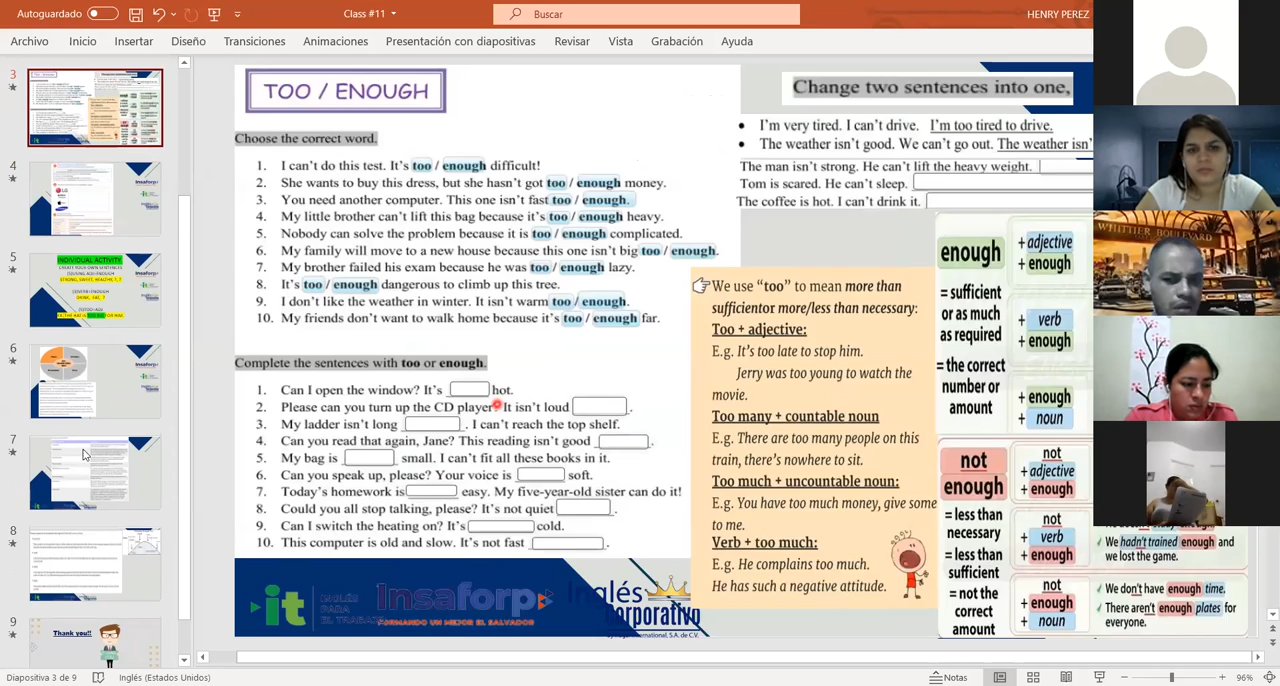 Autoguardado
Class #11
Buscar
HENRY PEREZ
Archivo Inicio Insertar Diseño Transiciones Animaciones Presentación con diapositivas Revisar Vista Grabación Ayuda
3
4
5
6
7
8
9
INDIVIDUAL ACTIVITY
Thank you!!
TOO / ENOUGH
Choose the correct word.
1. I can't do this test. It's too / enough difficult!
2. She wants to buy this dress, but she hasn't got too / enough money.
3. You need another computer. This one isn't fast too / enough.
4. My little brother can't lift this bag because it's too / enough heavy.
5. Nobody can solve the problem because it is too / enough complicated.
6. My family will move to a new house because this one isn't big too / enough.
7. My brother failed his exam because he was too / enough lazy.
8. It's too / enough dangerous to climb up this tree.
9. I don't like the weather in winter. It isn't warm too / enough.
10. My friends don't want to walk home because it's too / enough far.
Complete the sentences with too or enough.
1. Can I open the window? It's hot.
2. Please can you turn up the CD player? It isn't loud .
3. My ladder isn't long . I can't reach the top shelf.
4. Can you read that again, Jane? This reading isn't good .
5. My bag is small. I can't fit all these books in it.
6. Can you speak up, please? Your voice is soft.
7. Today's homework is easy. My five-year-old sister can do it!
8. Could you all stop talking, please? It's not quiet .
9. Can I switch the heating on? It's cold.
10. This computer is old and slow. It's not fast .
Change two sentences into one,
• I'm very tired. I can't drive. I'm too tired to drive.
• The weather isn't good. We can't go out. The weather isn'
The man isn't strong. He can't lift the heavy weight.
Tom is scared. He can't sleep.
The coffee is hot. I can't drink it.
We use "too" to mean more than
sufficientor more/less than necessary:
Too + adjective:
E.g. It's too late to stop him.
Jerry was too young to watch the
movie.
Too many + countable noun
E.g. There are too many people on this
train, there's nowhere to sit.
Too much + uncountable noun:
E.g. You have too much money, give some
to me.
Verb + too much:
E.g. He complains too much.
He has such a negative attitude.
enough
= sufficient
or as much
as required
= the correct
number or
amount
+ adjective
+ enough
+ verb
+ enough
+ enough
+ noun
not
enough
= less than
necessary
= less than
sufficient
= not the
correct
amount
not
+ adjective
+ enough
not
+ verb
+ enough
not
+ enough
+ noun
✓ We hadn't trained enough and
we lost the game.
✓ We don't have enough time.
✓ There aren't enough plates for
everyone.
it INGLÉS
PARA
EL TRABAJO
Insaforp
FORMANDO UN MEJOR EL SALVADOR
Inglés
Corporativo
WHITTIER BOULEVARD
Diapositiva 3 de 9
Inglés (Estados Unidos)
Notas
96%